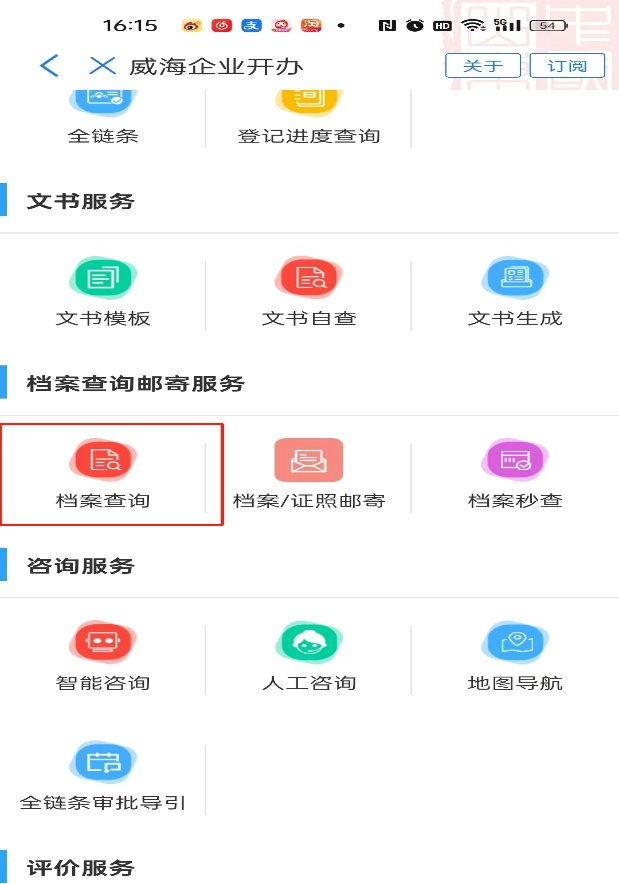 16:15 HD 5G 54
威海企业开办 关于 订阅
全链条 登记进度查询
文书服务
文书模板 文书自查 文书生成
档案查询邮寄服务
档案查询 档案/证照邮寄 档案秒查
咨询服务
智能咨询 人工咨询 地图导航
全链条审批导引
评价服务